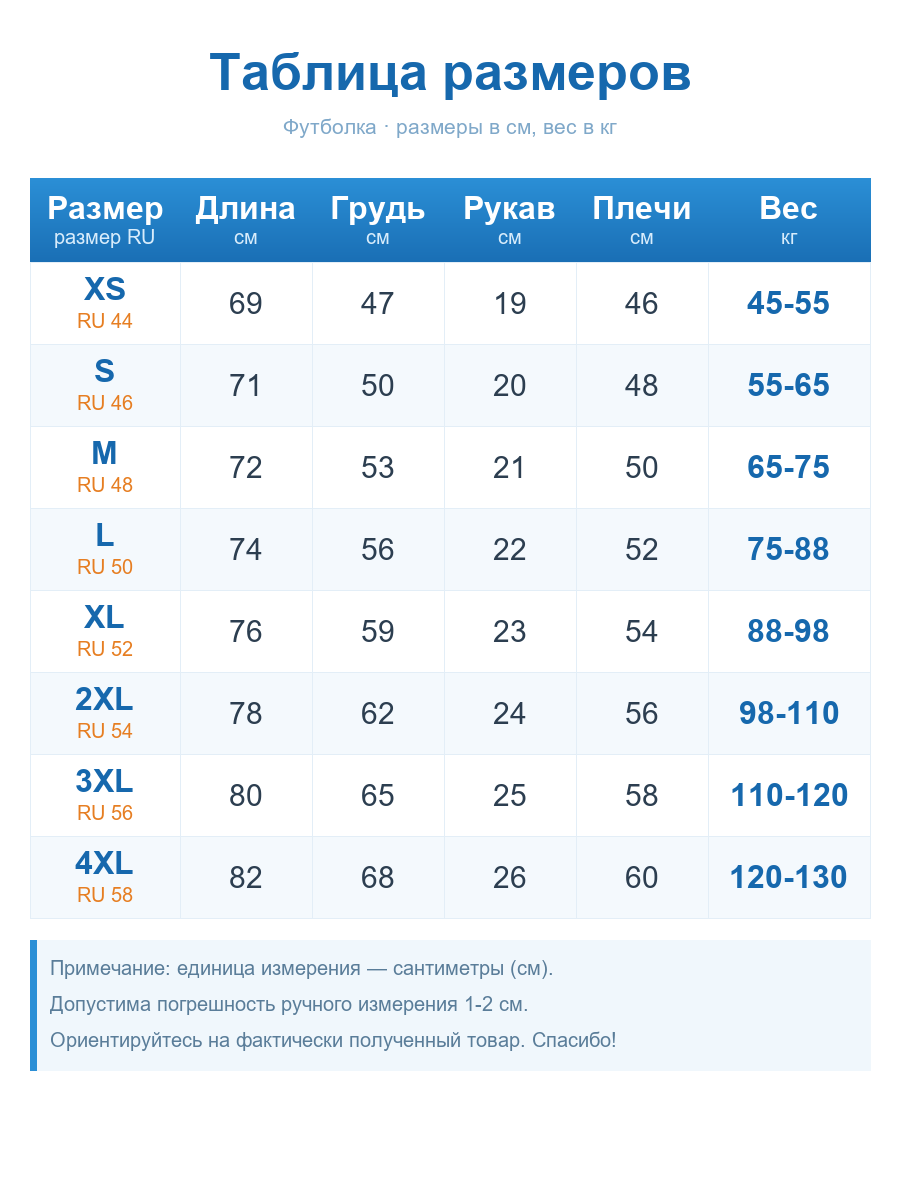 Таблица размеров
Футболка · размеры в см, вес в кг
Размер Длина Грудь Рукав Плечи Вес
размер RU см см см см кг
XS
RU 44
69 47 19 46 45-55
S
RU 46
71 50 20 48 55-65
M
RU 48
72 53 21 50 65-75
L
RU 50
74 56 22 52 75-88
XL
RU 52
76 59 23 54 88-98
2XL
RU 54
78 62 24 56 98-110
3XL
RU 56
80 65 25 58 110-120
4XL
RU 58
82 68 26 60 120-130
Примечание: единица измерения — сантиметры (см).
Допустима погрешность ручного измерения 1-2 см.
Ориентируйтесь на фактически полученный товар. Спасибо!